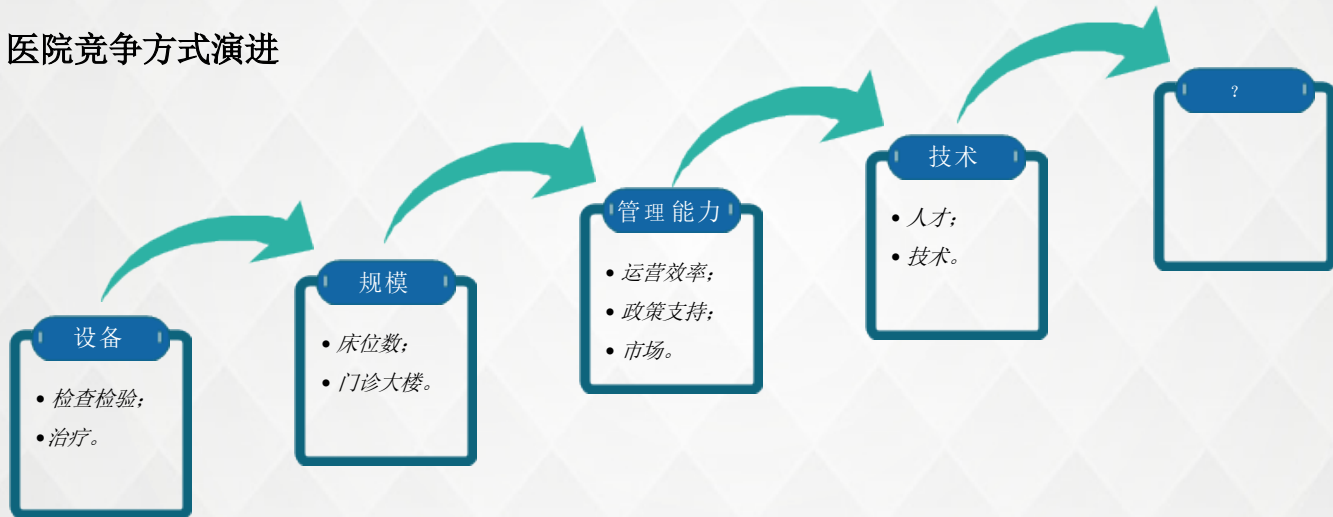 医院竞争方式演进
设备
• 检查检验；
• 治疗。
规模
• 床位数；
• 门诊大楼。
管理能力
• 运营效率；
• 政策支持；
• 市场。
技术
• 人才；
• 技术。
？